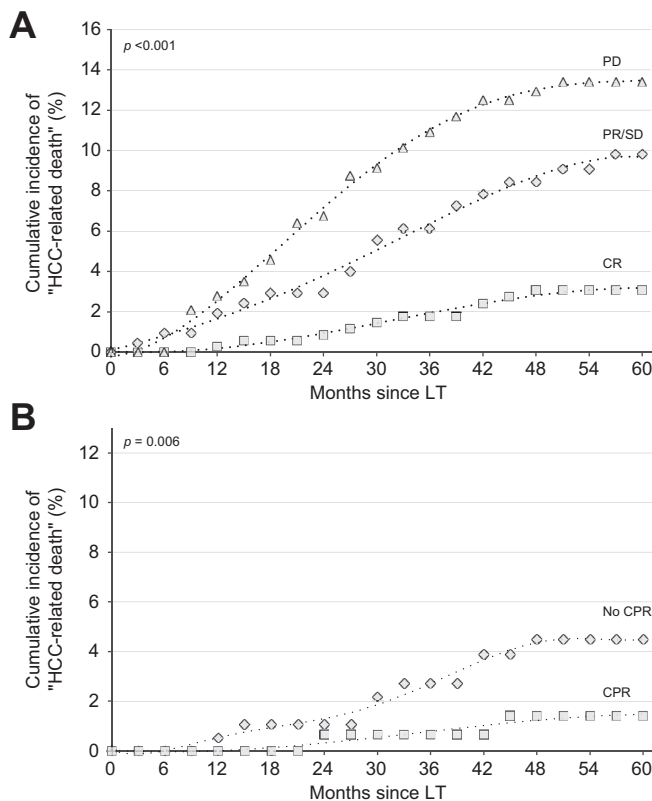 A
p <0.001
Cumulative incidence of
"HCC-related death" (%)
16
14
12
10
8
6
4
2
0
PD
PR/SD
CR
0 6 12 18 24 30 36 42 48 54 60
Months since LT
B
p = 0.006
Cumulative incidence of
"HCC-related death" (%)
12
10
8
6
4
2
0
No CPR
CPR
0 6 12 18 24 30 36 42 48 54 60
Months since LT